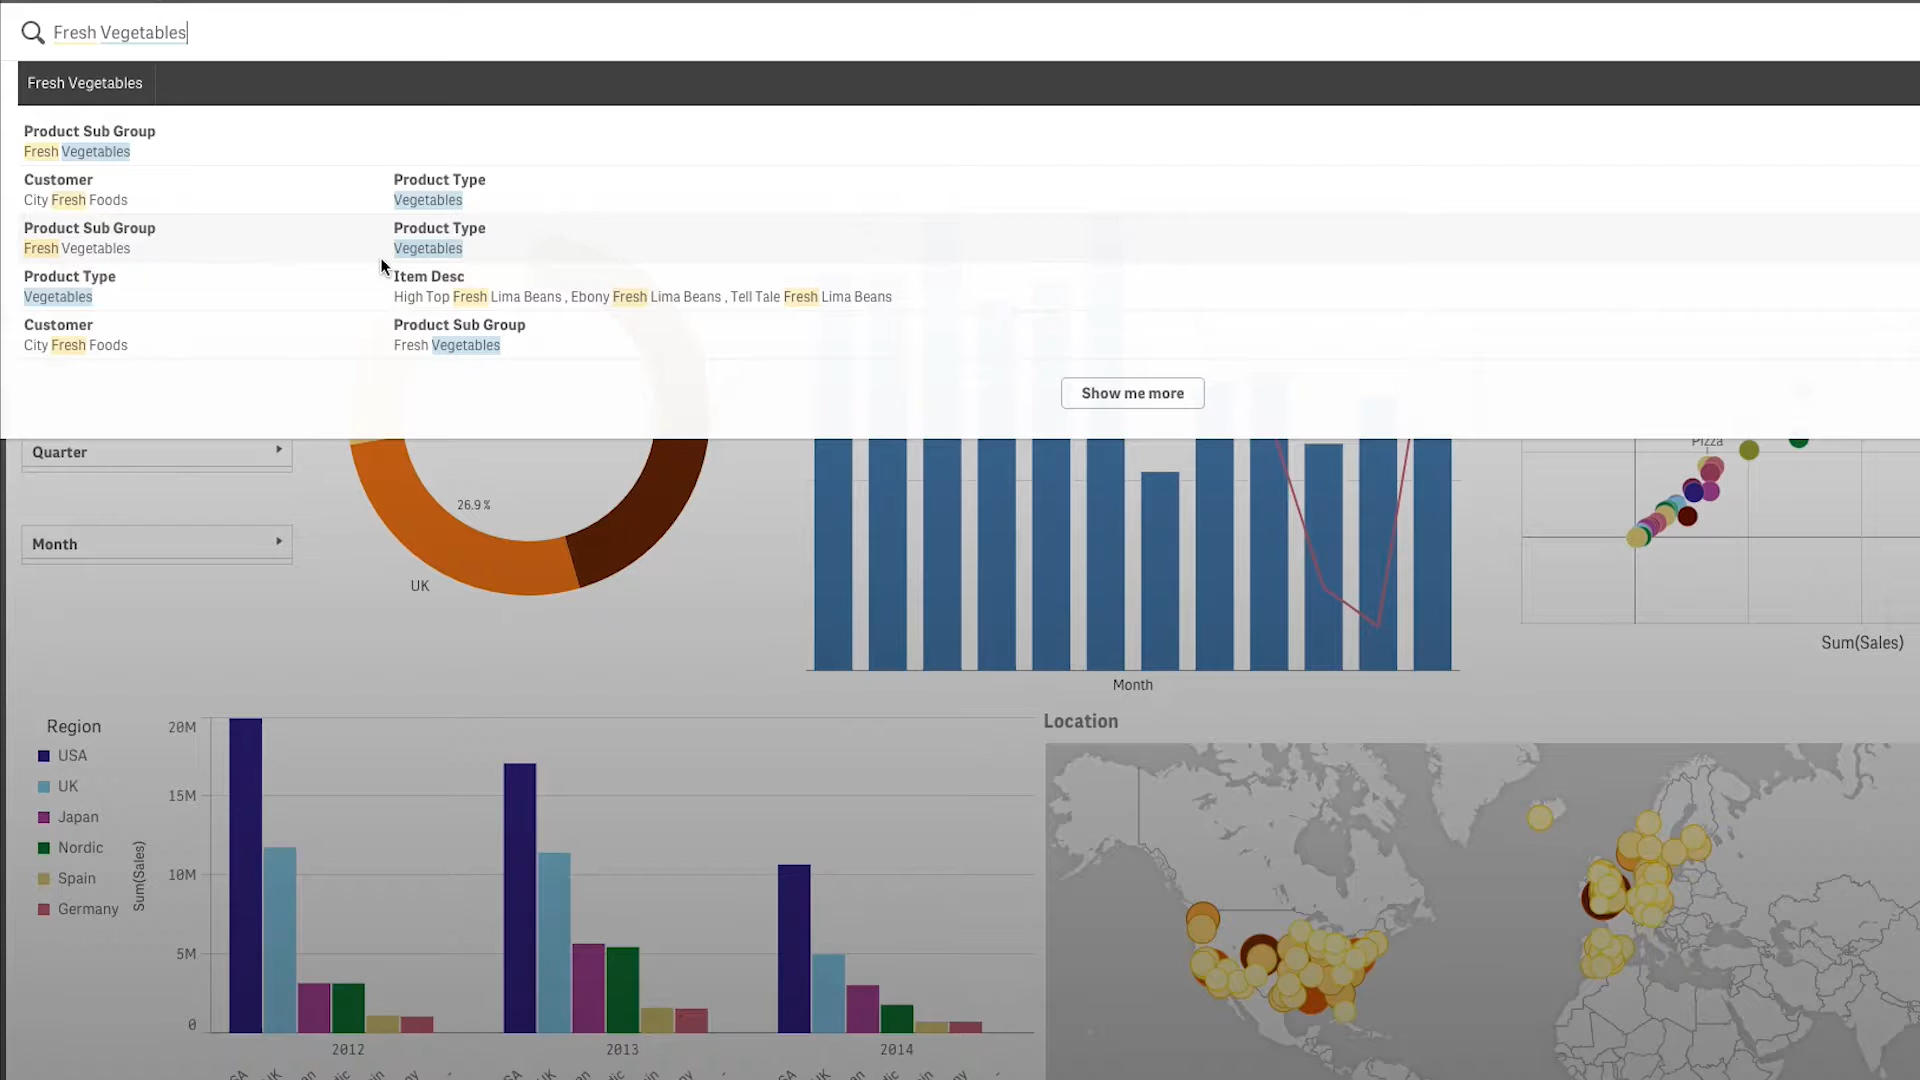 Fresh Vegetables
Fresh Vegetables
Product Sub Group
Fresh Vegetables
Customer
City Fresh Foods
Product Type
Vegetables
Product Sub Group
Fresh Vegetables
Product Type
Vegetables
Product Type
Vegetables
Item Desc
High Top Fresh Lima Beans , Ebony Fresh Lima Beans , Tell Tale Fresh Lima Beans
Customer
City Fresh Foods
Product Sub Group
Fresh Vegetables
Show me more
Quarter
Month
26.9%
UK
Month
Pizza
Sum(Sales)
Region
USA
UK
Japan
Nordic
Spain
Germany
Sum(Sales)
20M
15M
10M
5M
0
2012
2013
2014
Location